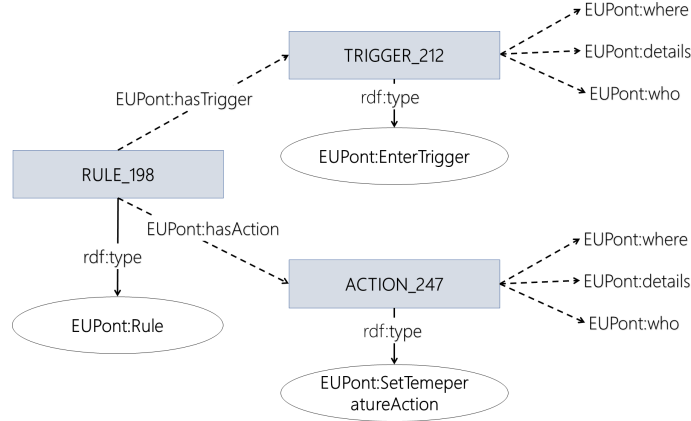 EUPont:where
TRIGGER_212
EUPont:details
EUPont:hasTrigger
rdf:type
EUPont:who
EUPont:EnterTrigger
RULE_198
EUPont:hasAction
EUPont:where
rdf:type
ACTION_247
EUPont:details
EUPont:Rule
rdf:type
EUPont:who
EUPont:SetTemeper
atureAction